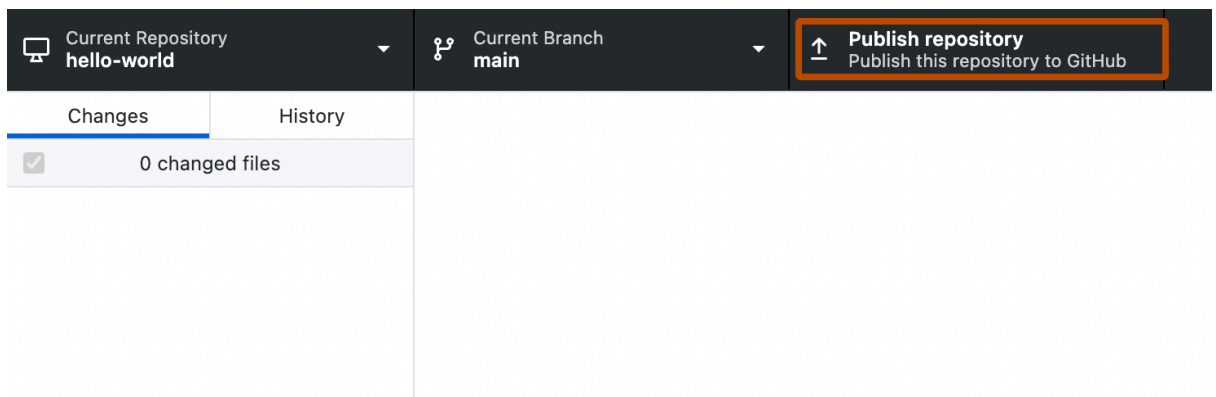 Current Repository
hello-world
Current Branch
main
Publish repository
Publish this repository to GitHub
Changes
History
0 changed files